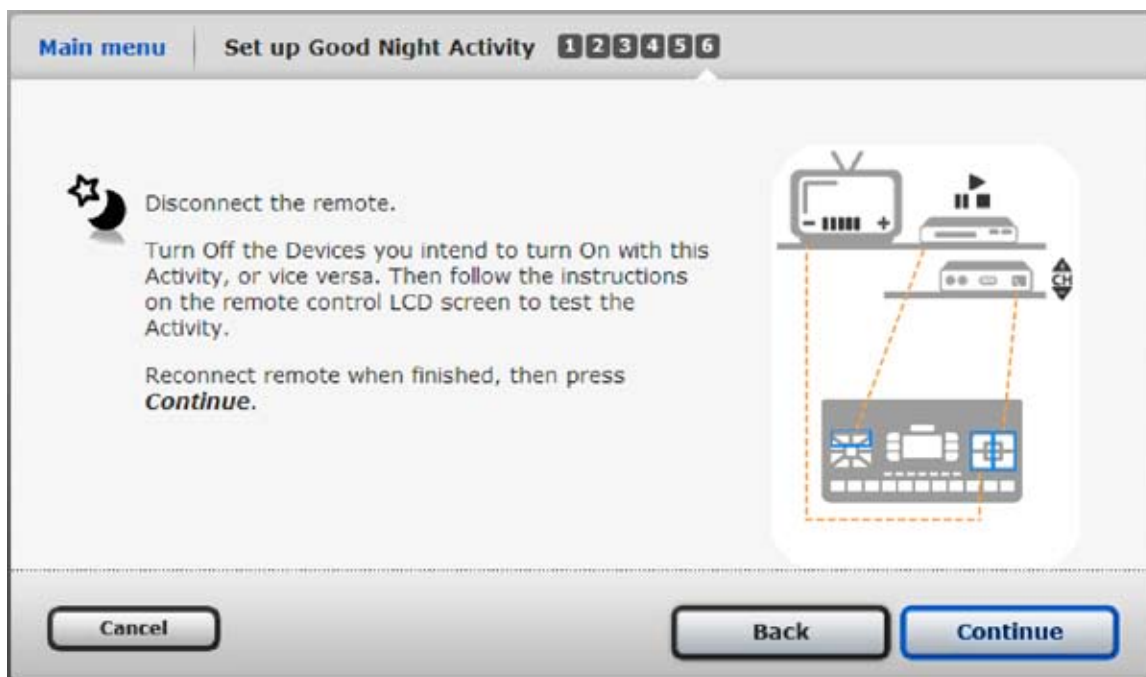 Main menu
Set up Good Night Activity 1 2 3 4 5 6
Disconnect the remote.
Turn Off the Devices you intend to turn On with this
Activity, or vice versa. Then follow the instructions
on the remote control LCD screen to test the
Activity.
Reconnect remote when finished, then press
Continue.
- +
CH
Cancel
Back
Continue